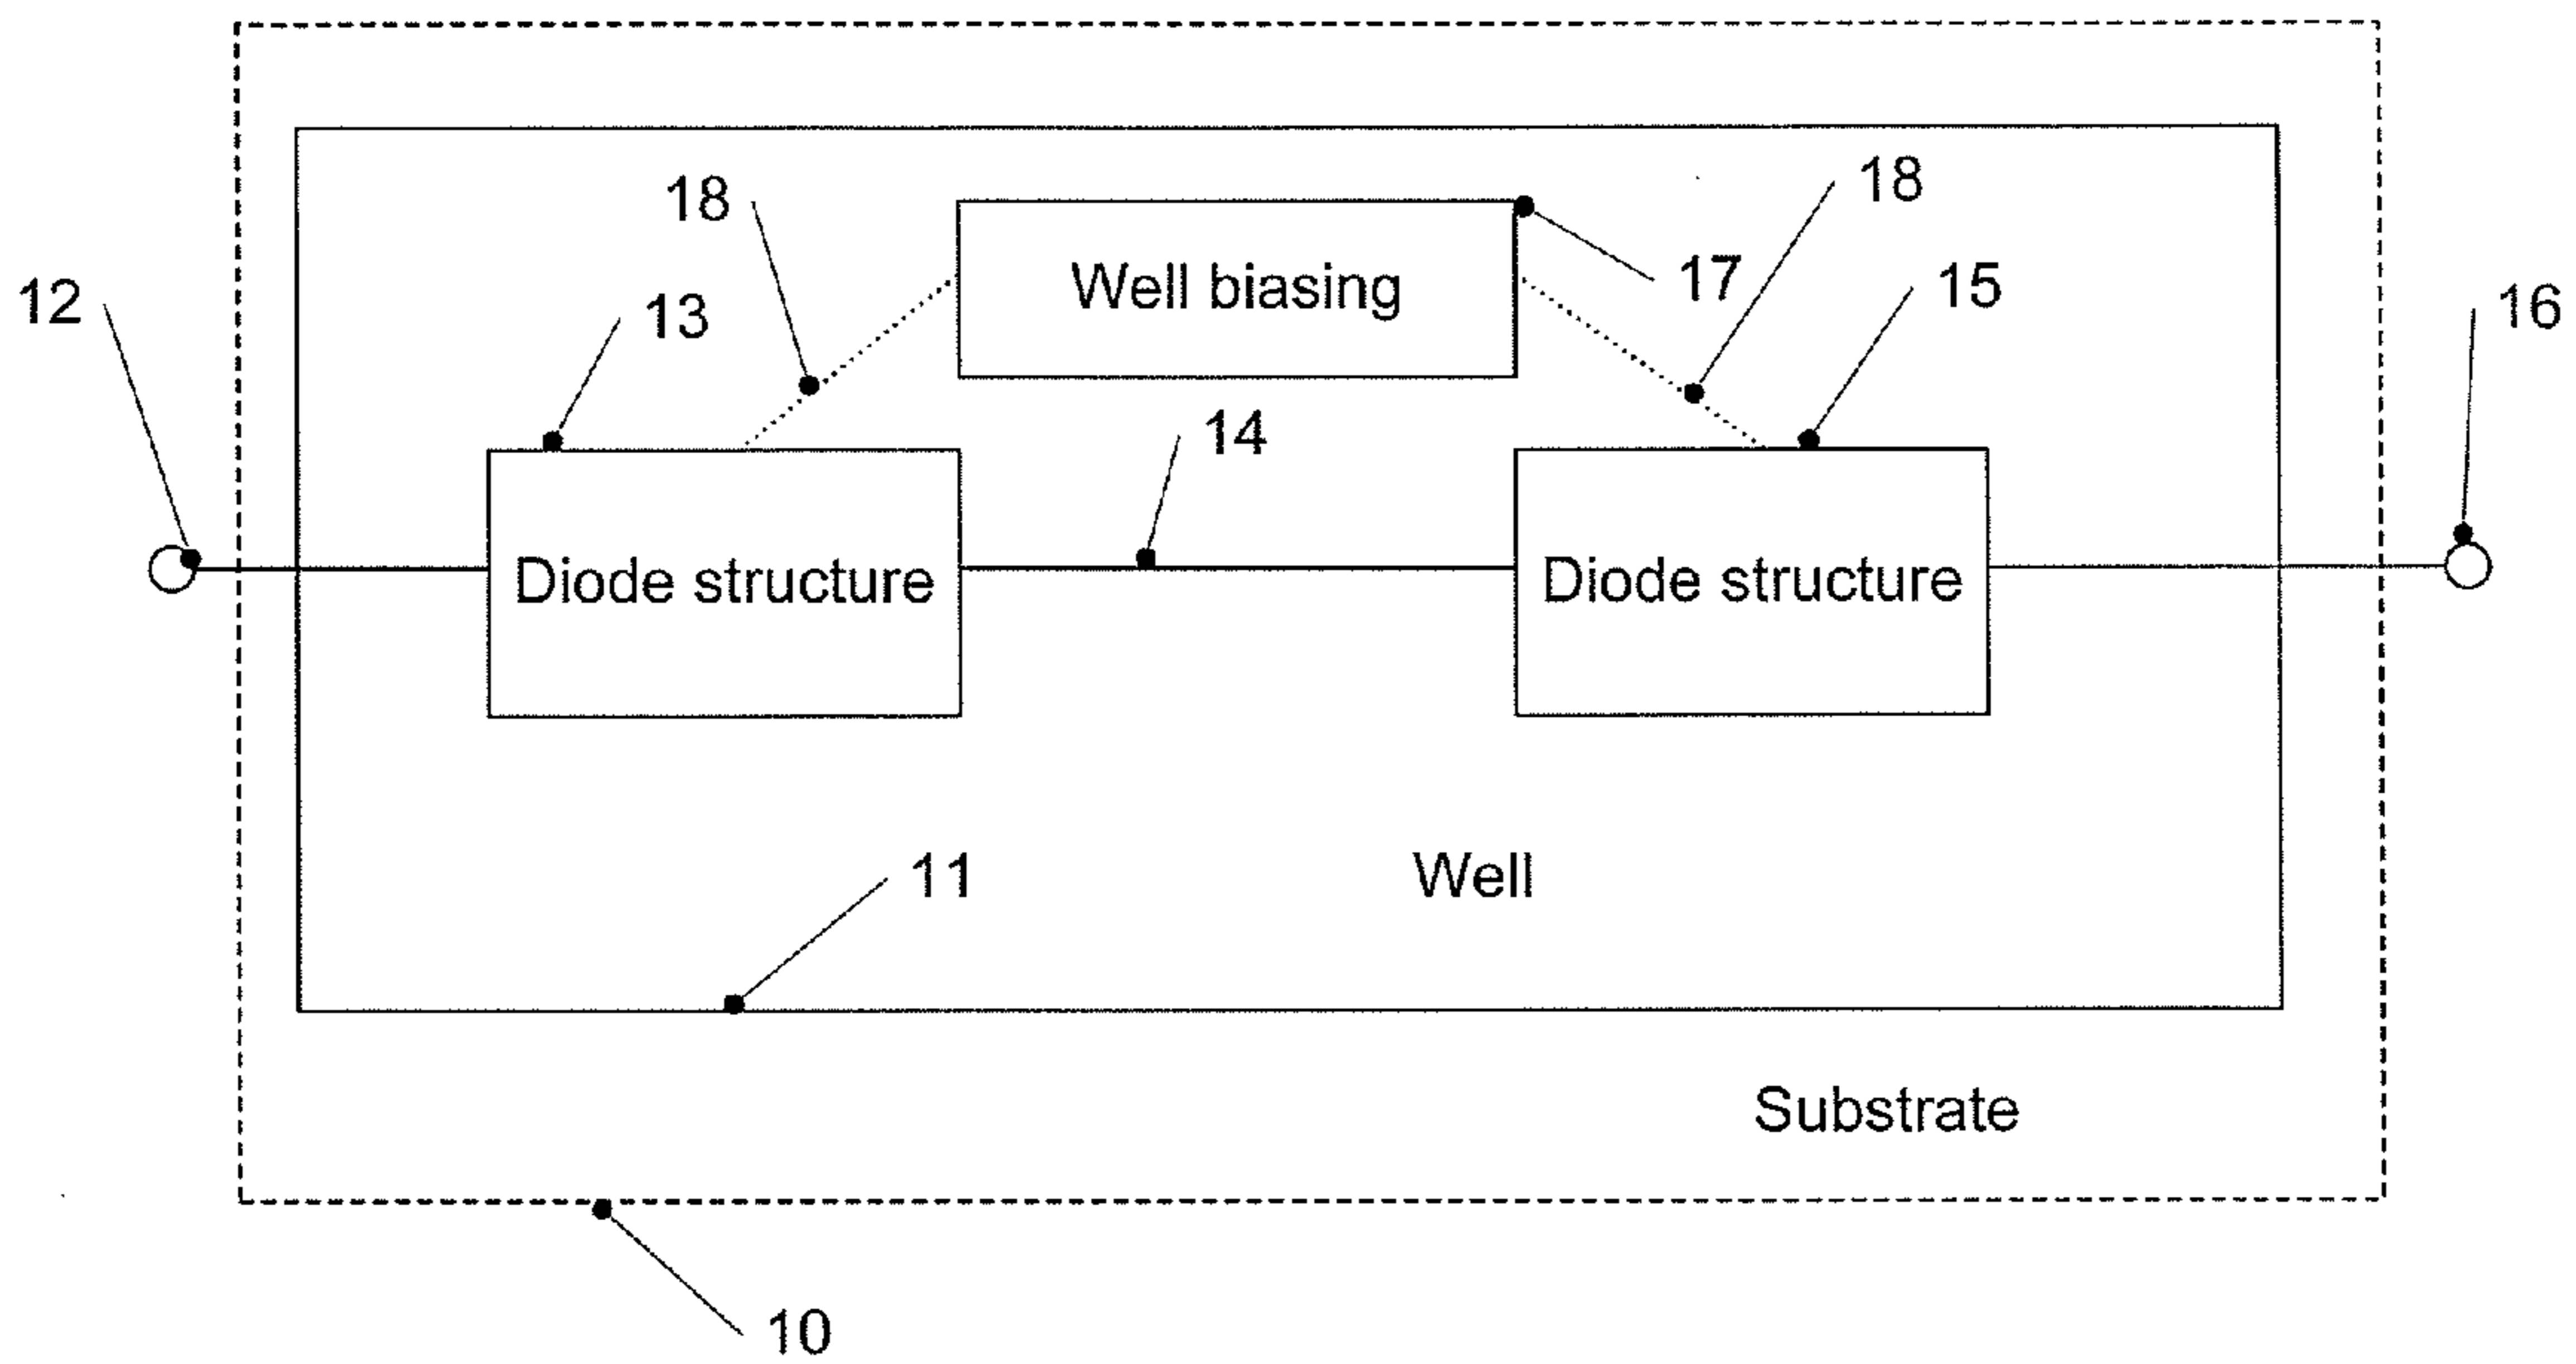 18
18
Well biasing
17
15
12
13
16
14
Diode structure
Diode structure
11
Well
Substrate
10